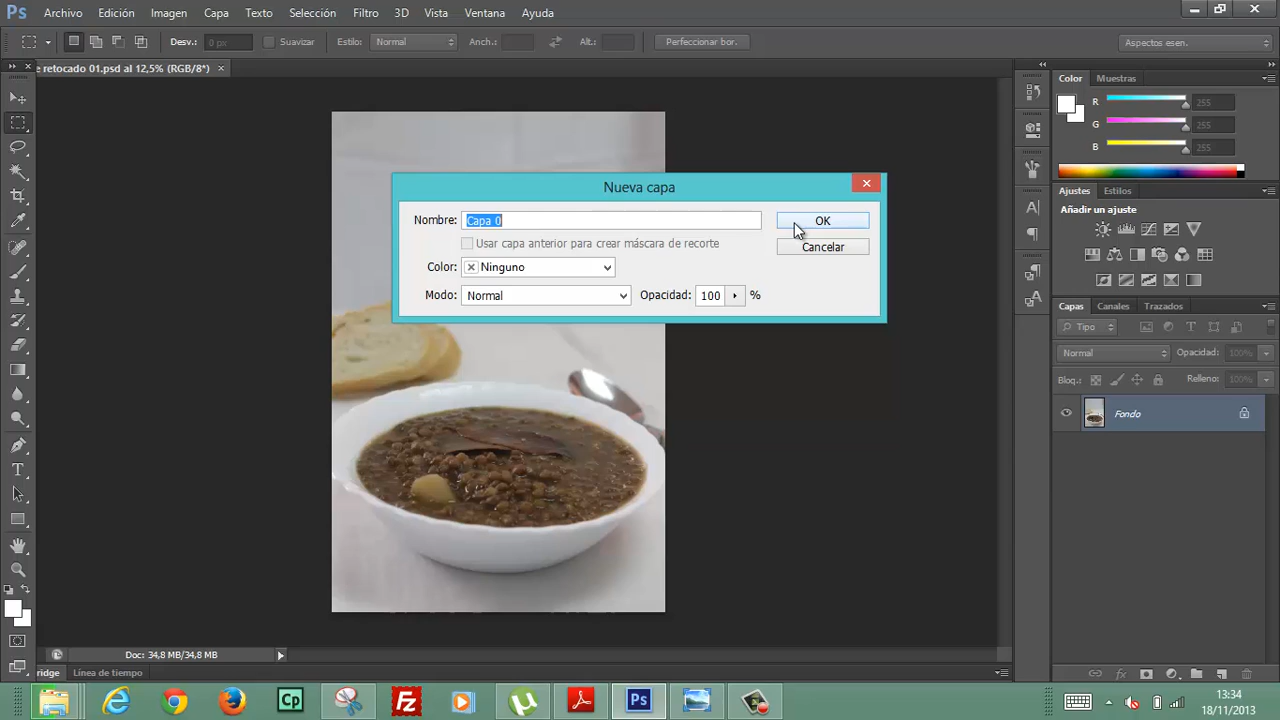 Ps Archivo Edición Imagen Capa Texto Selección Filtro 3D Vista Ventana Ayuda
Desv.: 0 px Suavizar Estilo: Normal Anch.: Alt.: Perfeccionar bor. Aspectos esen.
e retocado 01.psd al 12,5% (RGB/8*) ×
Color Muestras
R 255
G 255
B 255
Nueva capa
Nombre: Capa 0 OK
Usar capa anterior para crear máscara de recorte Cancelar
Color: Ninguno
Modo: Normal Opacidad: 100 %
Ajustes Estilos
Añadir un ajuste
Capas Canales Trazados
Tipo
Normal Opacidad: 100%
Bloq.: Relleno: 100%
Fondo
Doc: 34,8 MB/34,8 MB
ridge Línea de tiempo
Cp Fz Ps
13:34
18/11/2013